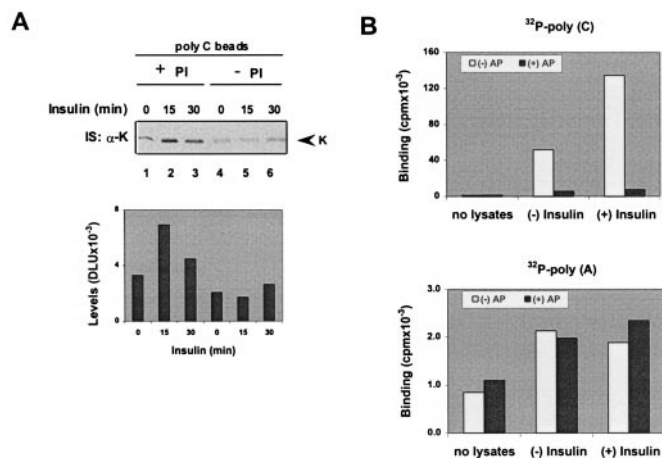 A
poly C beads
+ PI - PI
Insulin (min) 0 15 30 0 15 30
IS: α-K K
1 2 3 4 5 6
Levels (DLUx10-3)
8
4
0
0 15 30 0 15 30
Insulin (min)
B
32P-poly (C)
Binding (cpmx10-3)
160
120
80
40
0
(-) AP (+) AP
no lysates (-) Insulin (+) Insulin
32P-poly (A)
Binding (cpmx10-3)
3.0
2.0
1.0
0.0
(-) AP (+) AP
no lysates (-) Insulin (+) Insulin